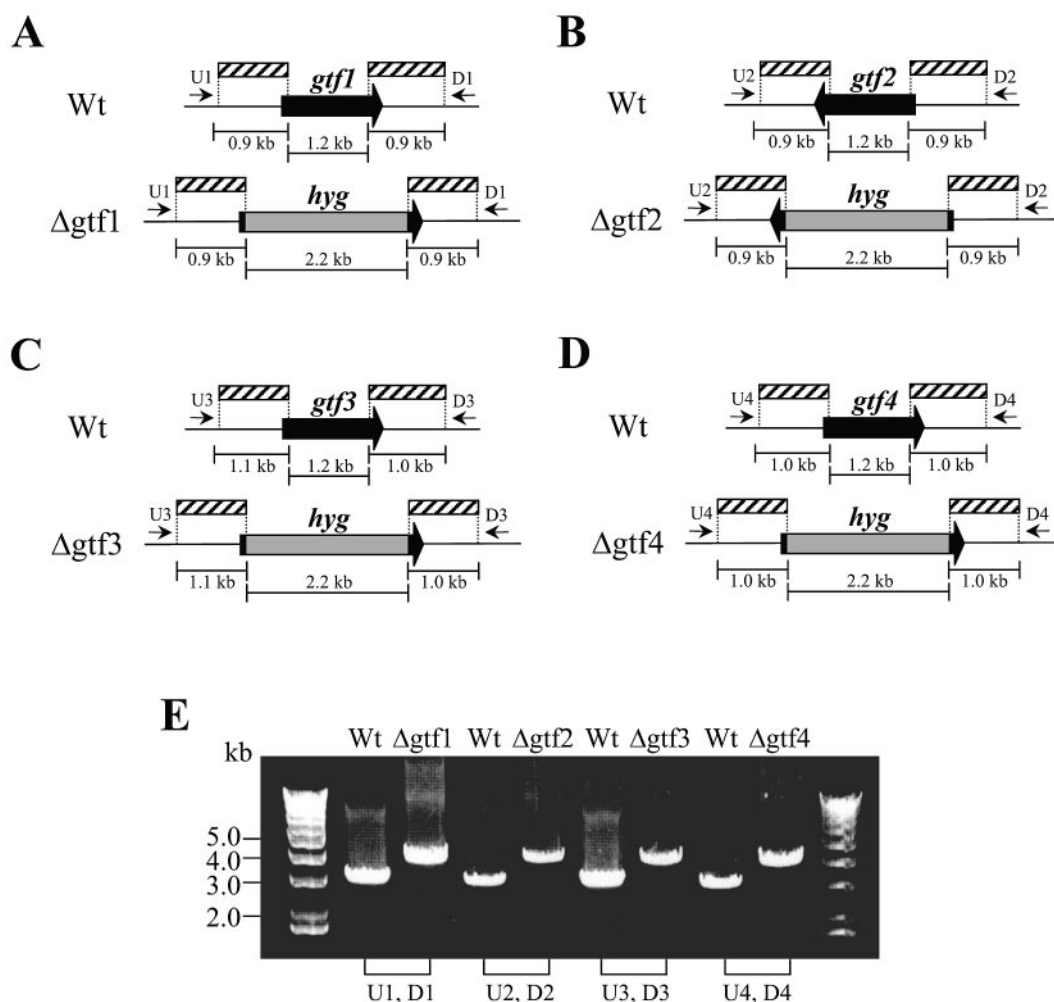 A
Wt
U1
gtf1
D1
0.9 kb
1.2 kb
0.9 kb
Δgtf1
U1
hyg
D1
0.9 kb
2.2 kb
0.9 kb
B
Wt
U2
gtf2
D2
0.9 kb
1.2 kb
0.9 kb
Δgtf2
U2
hyg
D2
0.9 kb
2.2 kb
0.9 kb
C
Wt
U3
gtf3
D3
1.1 kb
1.2 kb
1.0 kb
Δgtf3
U3
hyg
D3
1.1 kb
2.2 kb
1.0 kb
D
Wt
U4
gtf4
D4
1.0 kb
1.2 kb
1.0 kb
Δgtf4
U4
hyg
D4
1.0 kb
2.2 kb
1.0 kb
E
kb
Wt Δgtf1 Wt Δgtf2 Wt Δgtf3 Wt Δgtf4
5.0
4.0
3.0
2.0
U1, D1 U2, D2 U3, D3 U4, D4